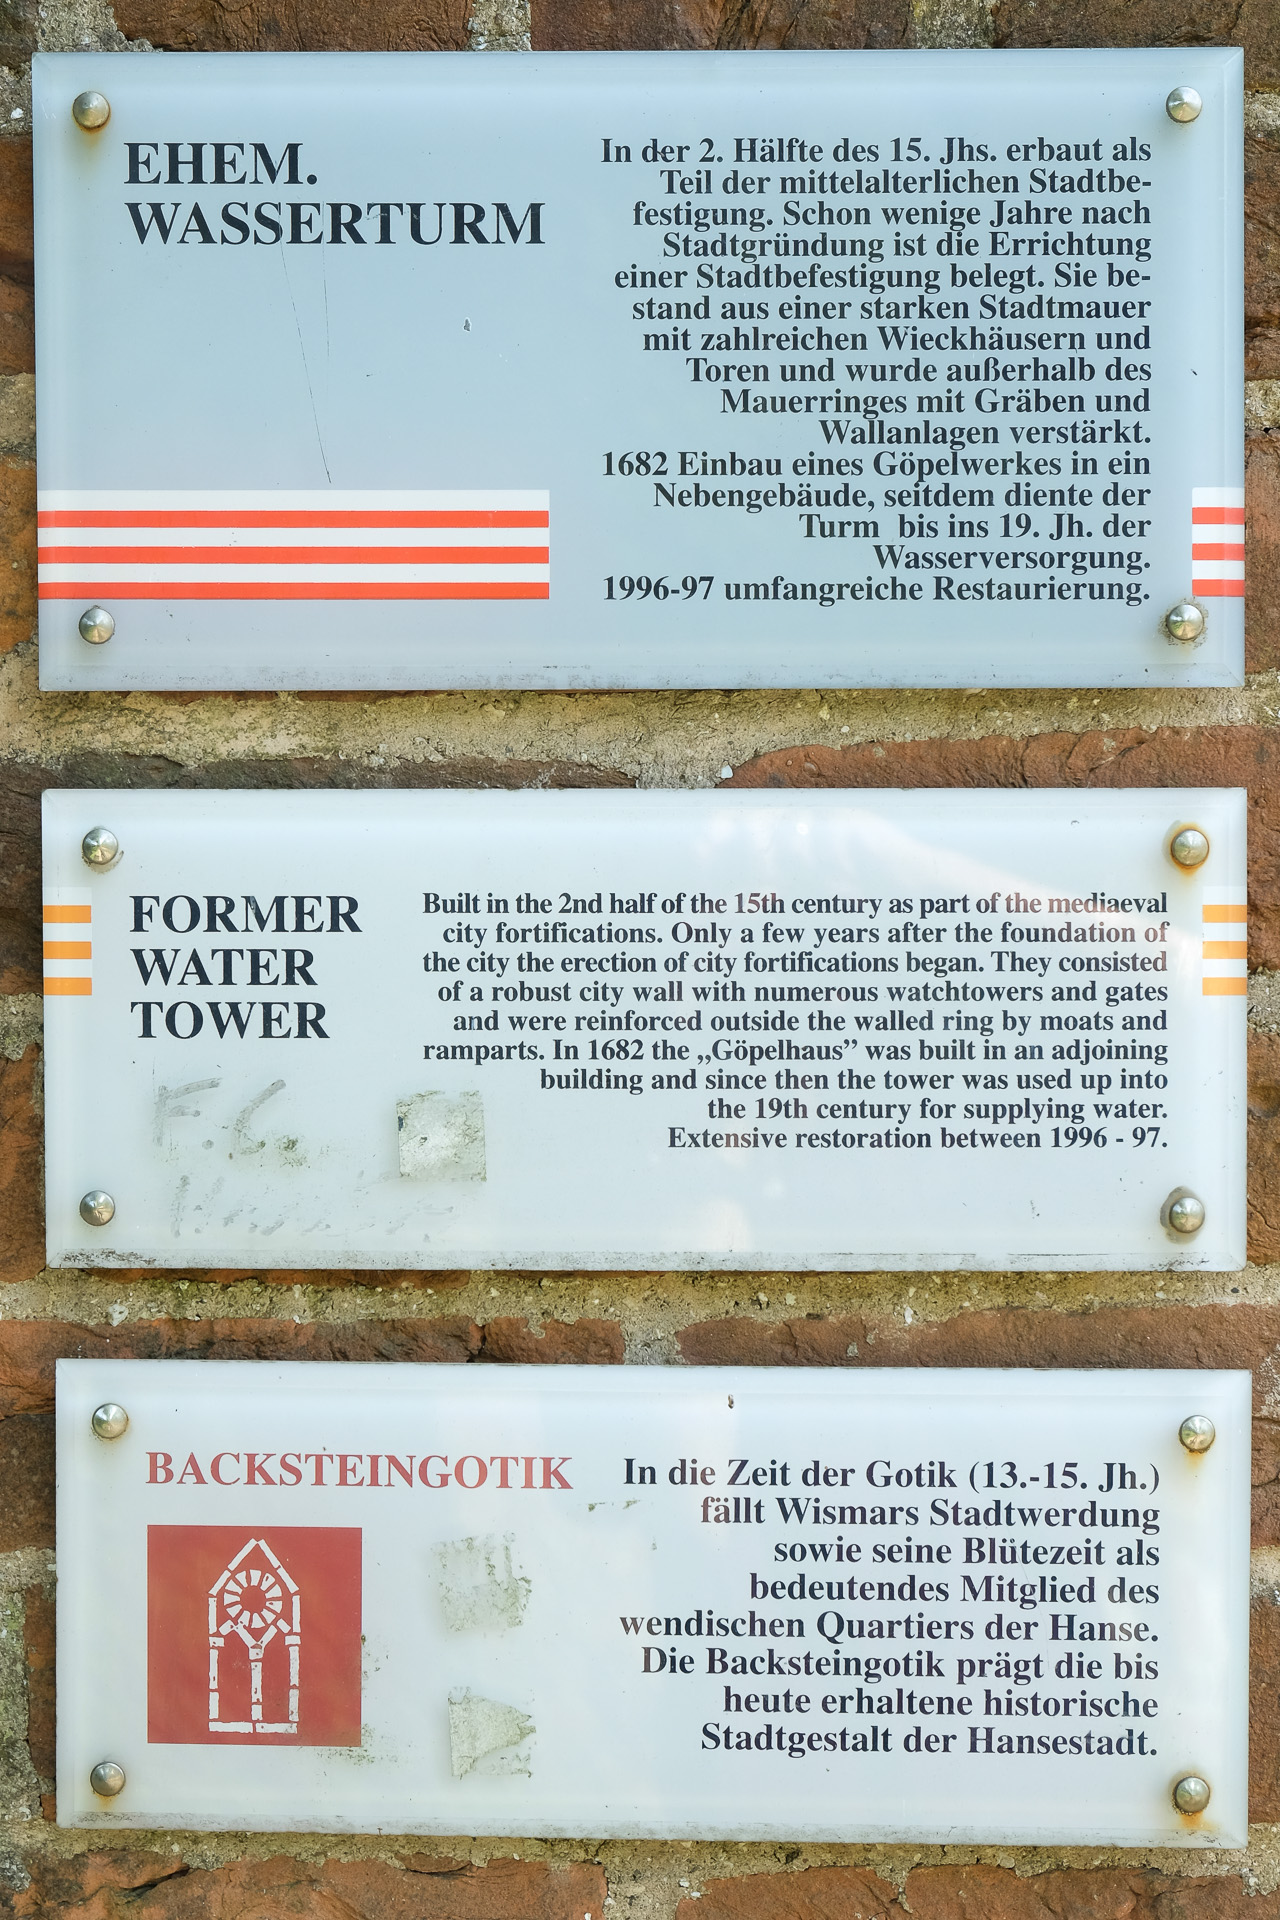 EHEM.
WASSERTURM
In der 2. Hälfte des 15. Jhs. erbaut als
Teil der mittelalterlichen Stadtbe-
festigung. Schon wenige Jahre nach
Stadtgründung ist die Errichtung
einer Stadtbefestigung belegt. Sie be-
stand aus einer starken Stadtmauer
mit zahlreichen Wieckhäusern und
Toren und wurde außerhalb des
Mauerringes mit Gräben und
Wallanlagen verstärkt.
1682 Einbau eines Göpelwerkes in ein
Nebengebäude, seitdem diente der
Turm bis ins 19. Jh. der
Wasserversorgung.
1996-97 umfangreiche Restaurierung.
FORMER
WATER
TOWER
Built in the 2nd half of the 15th century as part of the mediaeval
city fortifications. Only a few years after the foundation of
the city the erection of city fortifications began. They consisted
of a robust city wall with numerous watchtowers and gates
and were reinforced outside the walled ring by moats and
ramparts. In 1682 the „Göpelhaus” was built in an adjoining
building and since then the tower was used up into
the 19th century for supplying water.
Extensive restoration between 1996 - 97.
F.C.
BACKSTEINGOTIK
In die Zeit der Gotik (13.-15. Jh.)
fällt Wismars Stadtwerdung
sowie seine Blütezeit als
bedeutendes Mitglied des
wendischen Quartiers der Hanse.
Die Backsteingotik prägt die bis
heute erhaltene historische
Stadtgestalt der Hansestadt.